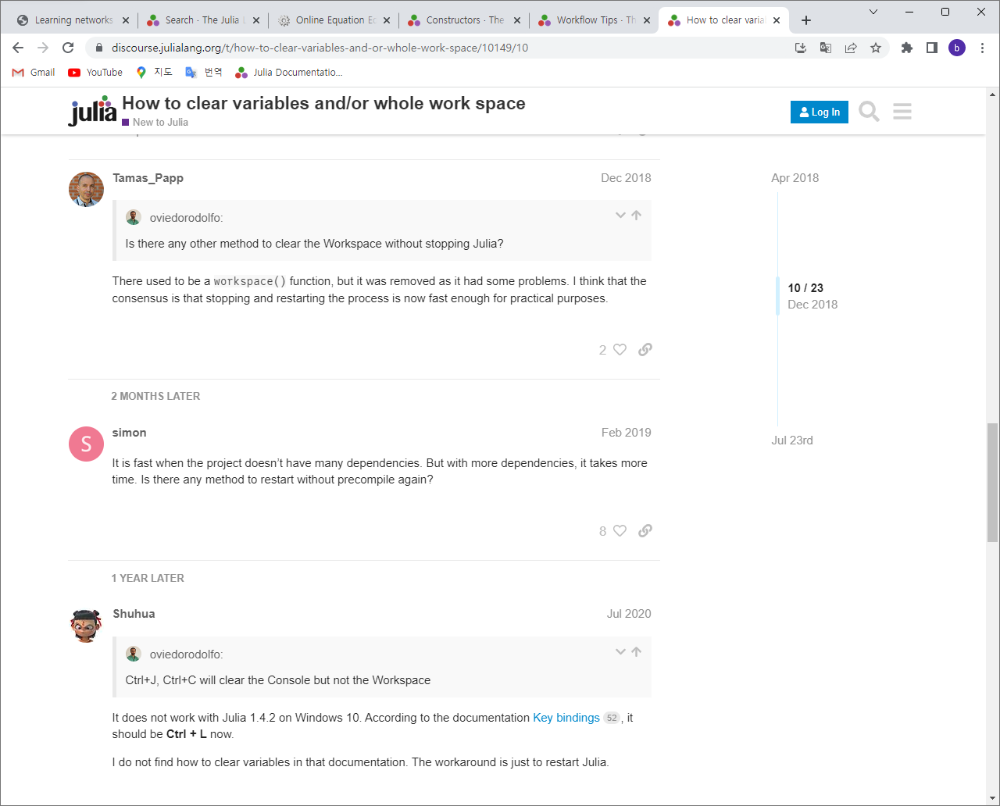 Learning networks
Search · The Julia L
Online Equation Ec
Constructors · The
Workflow Tips · Th
How to clear varia
discourse.julialang.org/t/how-to-clear-variables-and-or-whole-work-space/10149/10
b
Gmail
YouTube
지도
번역
Julia Documentatio...
julia
How to clear variables and/or whole work space
New to Julia
Log In
Tamas_Papp
Dec 2018
oviedorodolfo:
Is there any other method to clear the Workspace without stopping Julia?
There used to be a workspace() function, but it was removed as it had some problems. I think that the
consensus is that stopping and restarting the process is now fast enough for practical purposes.
2
Apr 2018
10 / 23
Dec 2018
Jul 23rd
2 MONTHS LATER
S
simon
Feb 2019
It is fast when the project doesn’t have many dependencies. But with more dependencies, it takes more
time. Is there any method to restart without precompile again?
8
1 YEAR LATER
Shuhua
Jul 2020
oviedorodolfo:
Ctrl+J, Ctrl+C will clear the Console but not the Workspace
It does not work with Julia 1.4.2 on Windows 10. According to the documentation Key bindings 52, it
should be Ctrl + L now.
I do not find how to clear variables in that documentation. The workaround is just to restart Julia.